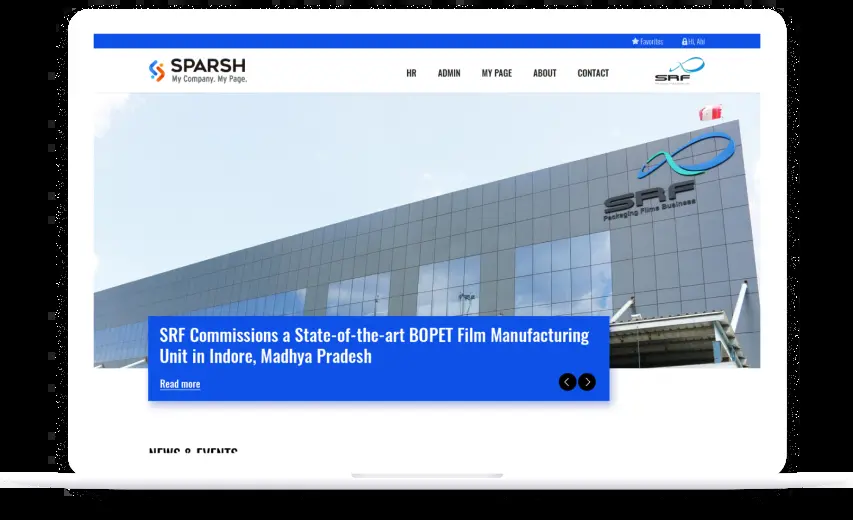 Favorites
Hi, Abi
SPARSH
My Company. My Page.
HR
ADMIN
MY PAGE
ABOUT
CONTACT
SRF
SRF
Packaging Films Business
SRF Commissions a State-of-the-art BOPET Film Manufacturing
Unit in Indore, Madhya Pradesh
Read more
NEWS & EVENTS